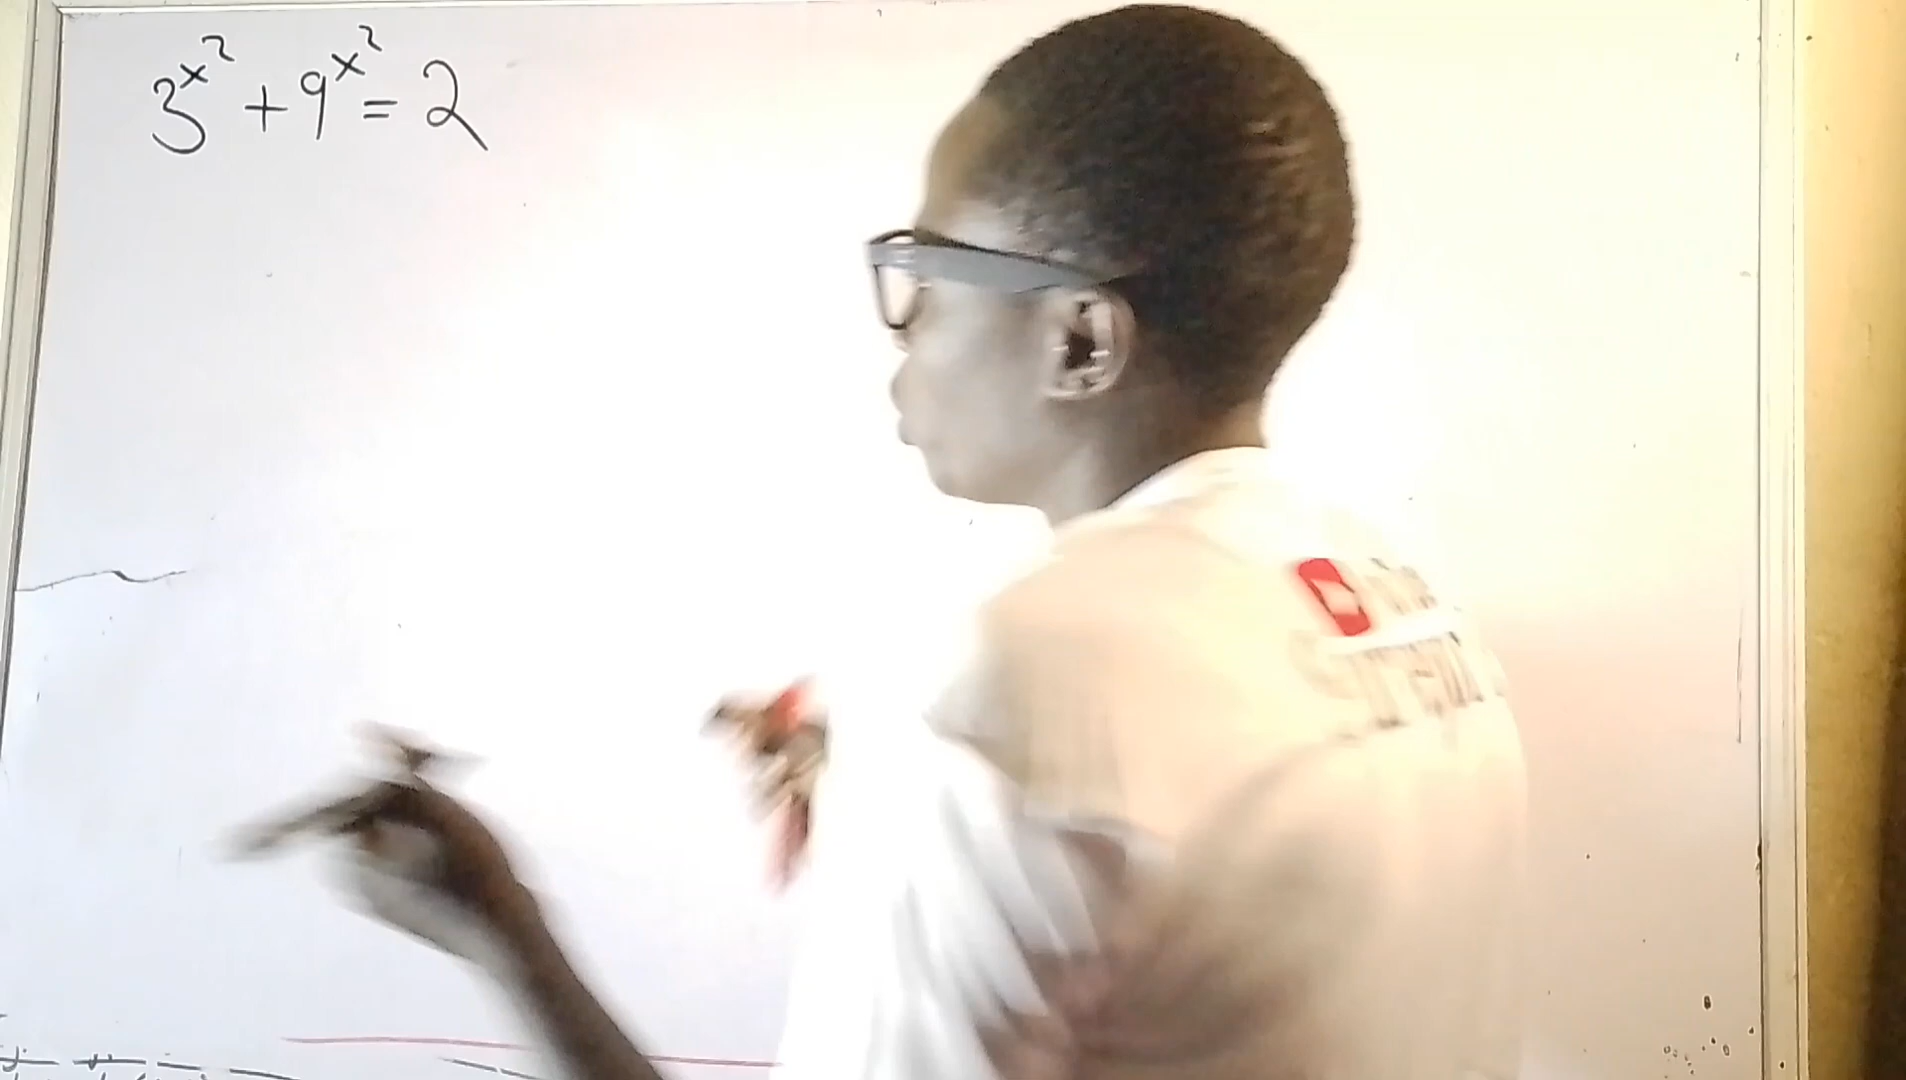 3^{x^2} + 9^{x^2} = 2